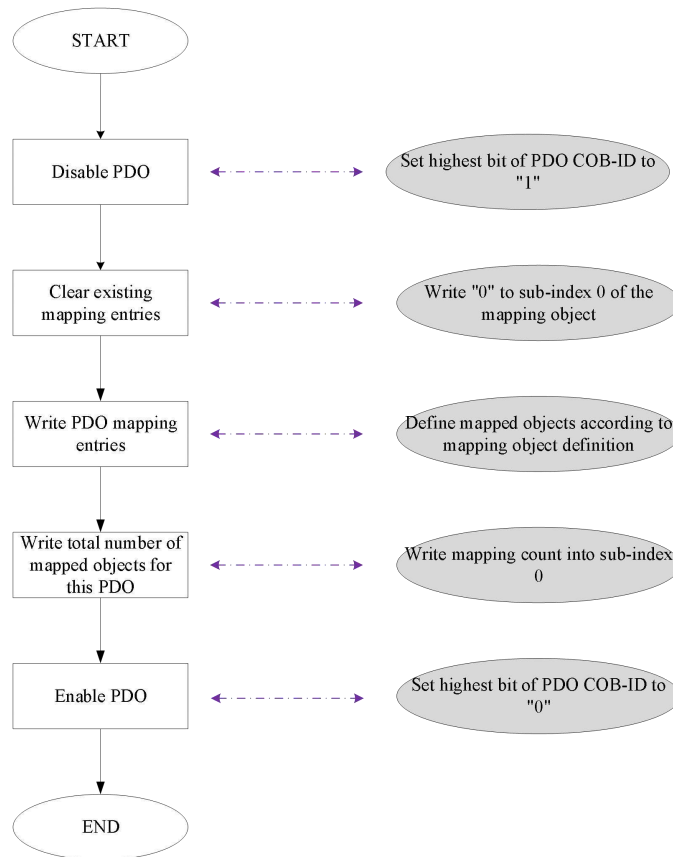 START
Disable PDO
Set highest bit of PDO COB-ID to
"1"
Clear existing
mapping entries
Write "0" to sub-index 0 of the
mapping object
Write PDO mapping
entries
Define mapped objects according to
mapping object definition
Write total number of
mapped objects for
this PDO
Write mapping count into sub-index
0
Enable PDO
Set highest bit of PDO COB-ID to
"0"
END